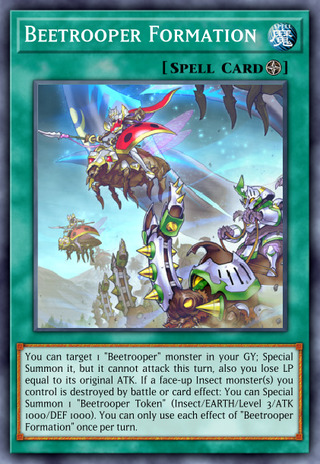 Beetrooper Formation
[Spell Card]
You can target 1 "Beetrooper" monster in your GY; Special
Summon it, but it cannot attack this turn, also you lose LP
equal to its original ATK. If a face-up Insect monster(s) you
control is destroyed by battle or card effect: You can Special
Summon 1 "Beetrooper Token" (Insect/EARTH/Level 3/ATK
1000/DEF 1000). You can only use each effect of "Beetrooper
Formation" once per turn.